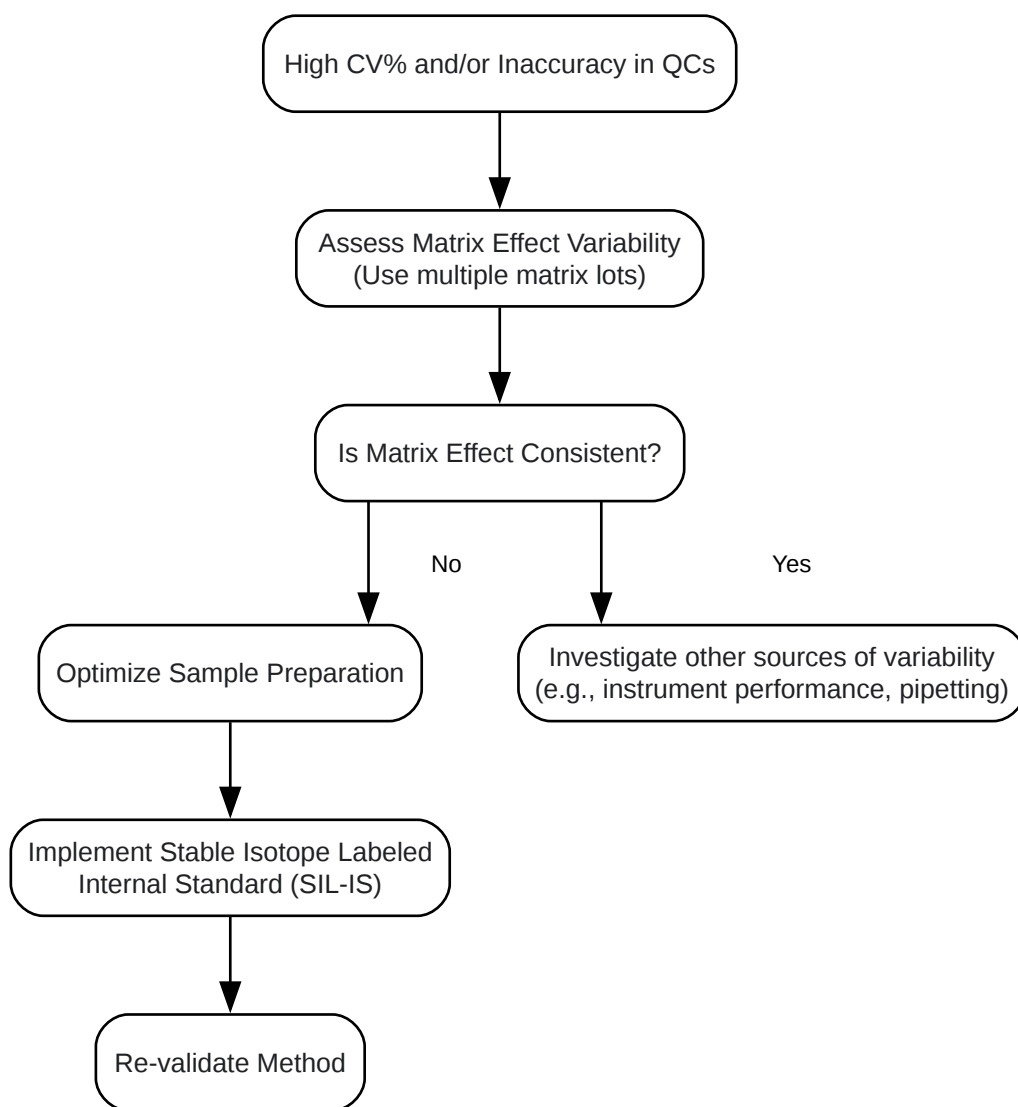 High CV% and/or Inaccuracy in QCs
Assess Matrix Effect Variability
(Use multiple matrix lots)
Is Matrix Effect Consistent?
No
Yes
Optimize Sample Preparation
Investigate other sources of variability
(e.g., instrument performance, pipetting)
Implement Stable Isotope Labeled
Internal Standard (SIL-IS)
Re-validate Method